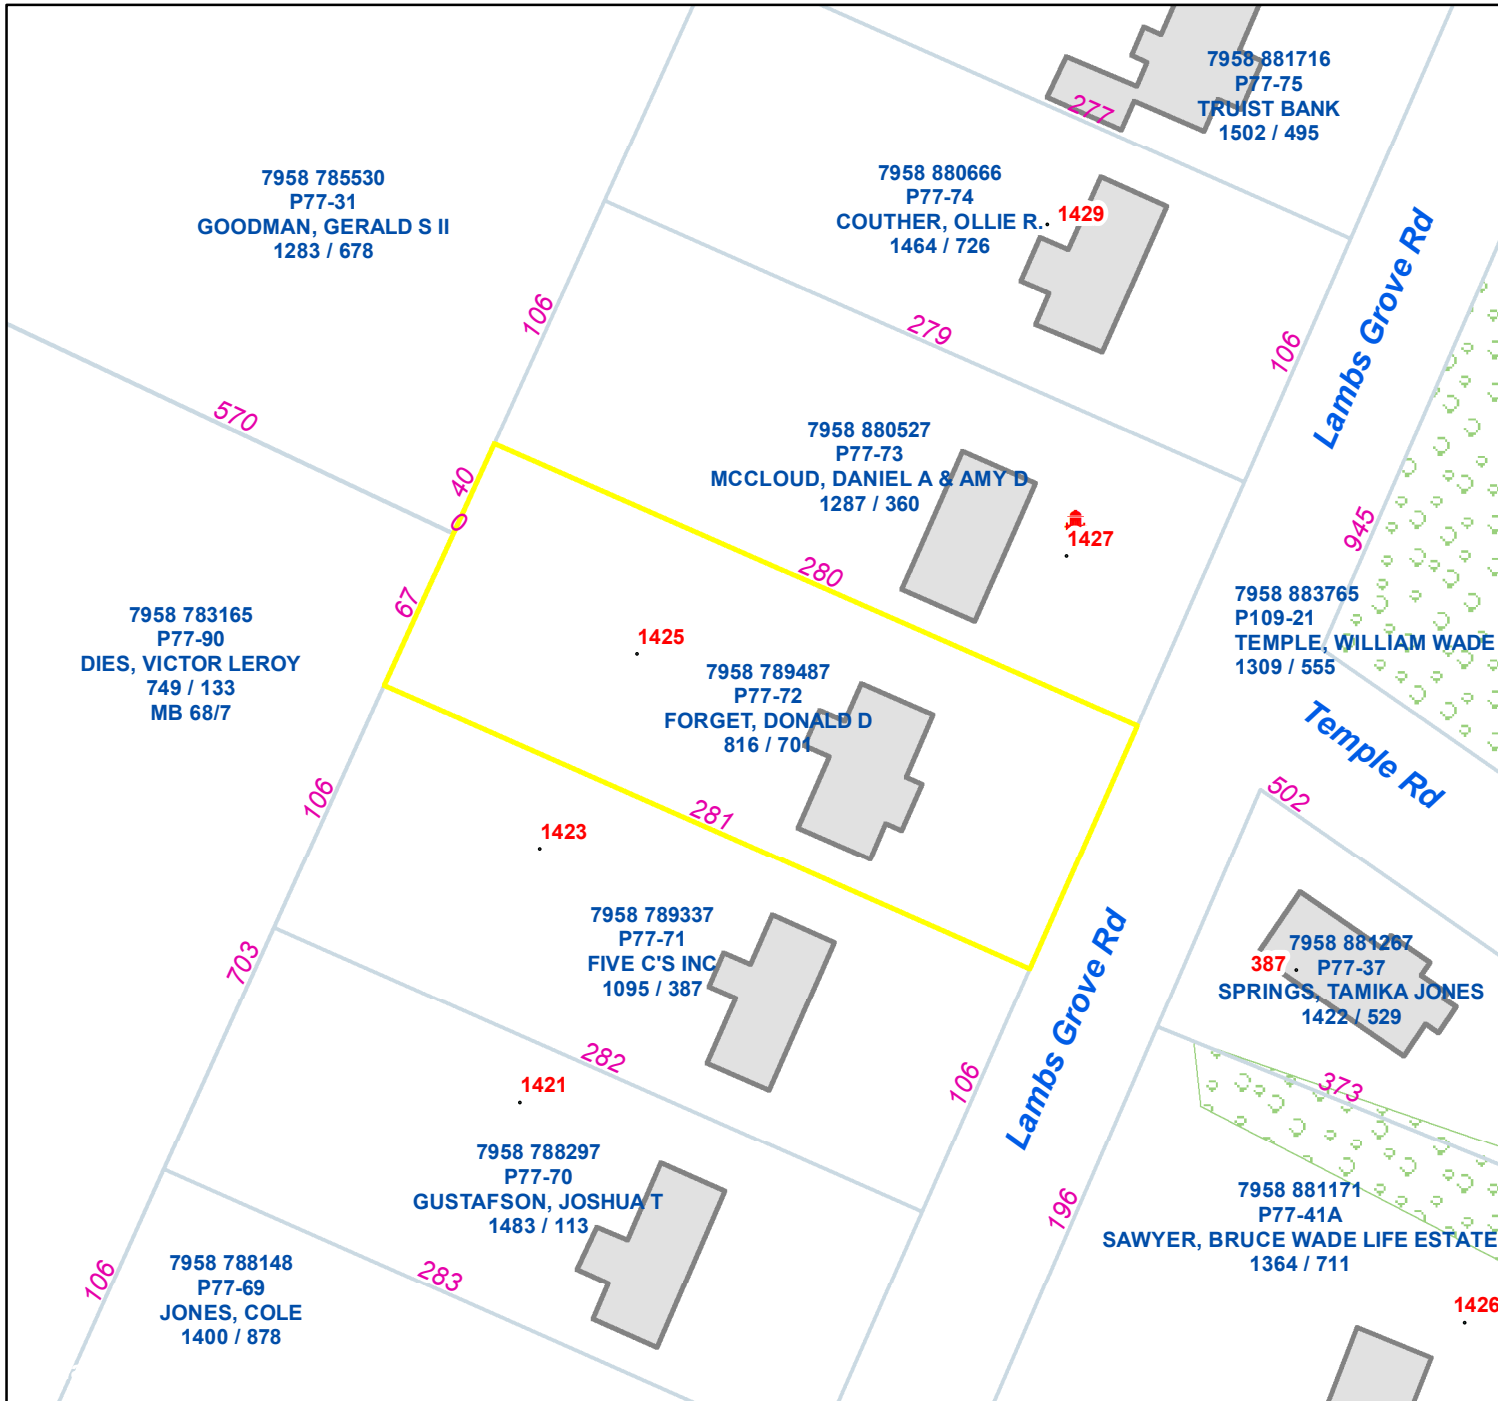 7958 881716
P77-75
TRUIST BANK
1502 / 495
277
7958 785530
P77-31
GOODMAN, GERALD S II
1283 / 678
7958 880666
P77-74
COUTHER, OLLIE R.
1464 / 726
1429
Lambs Grove Rd
106
279
106
570
7958 880527
P77-73
MCCLOUD, DANIEL A & AMY D
1287 / 360
40
0
945
1427
280
67
7958 883765
P109-21
TEMPLE, WILLIAM WADE
1309 / 555
7958 783165
P77-90
DIES, VICTOR LEROY
749 / 133
MB 68/7
1425
7958 789487
P77-72
FORGET, DONALD D
816 / 701
Temple Rd
502
106
281
1423
7958 789337
P77-71
FIVE C'S INC
1095 / 387
703
Lambs Grove Rd
387
7958 881267
P77-37
SPRINGS, TAMIKA JONES
1422 / 529
282
1421
106
373
7958 788297
P77-70
GUSTAFSON, JOSHUA T
1483 / 113
196
7958 881171
P77-41A
SAWYER, BRUCE WADE LIFE ESTATE
1364 / 711
106
7958 788148
P77-69
JONES, COLE
1400 / 878
283
1426